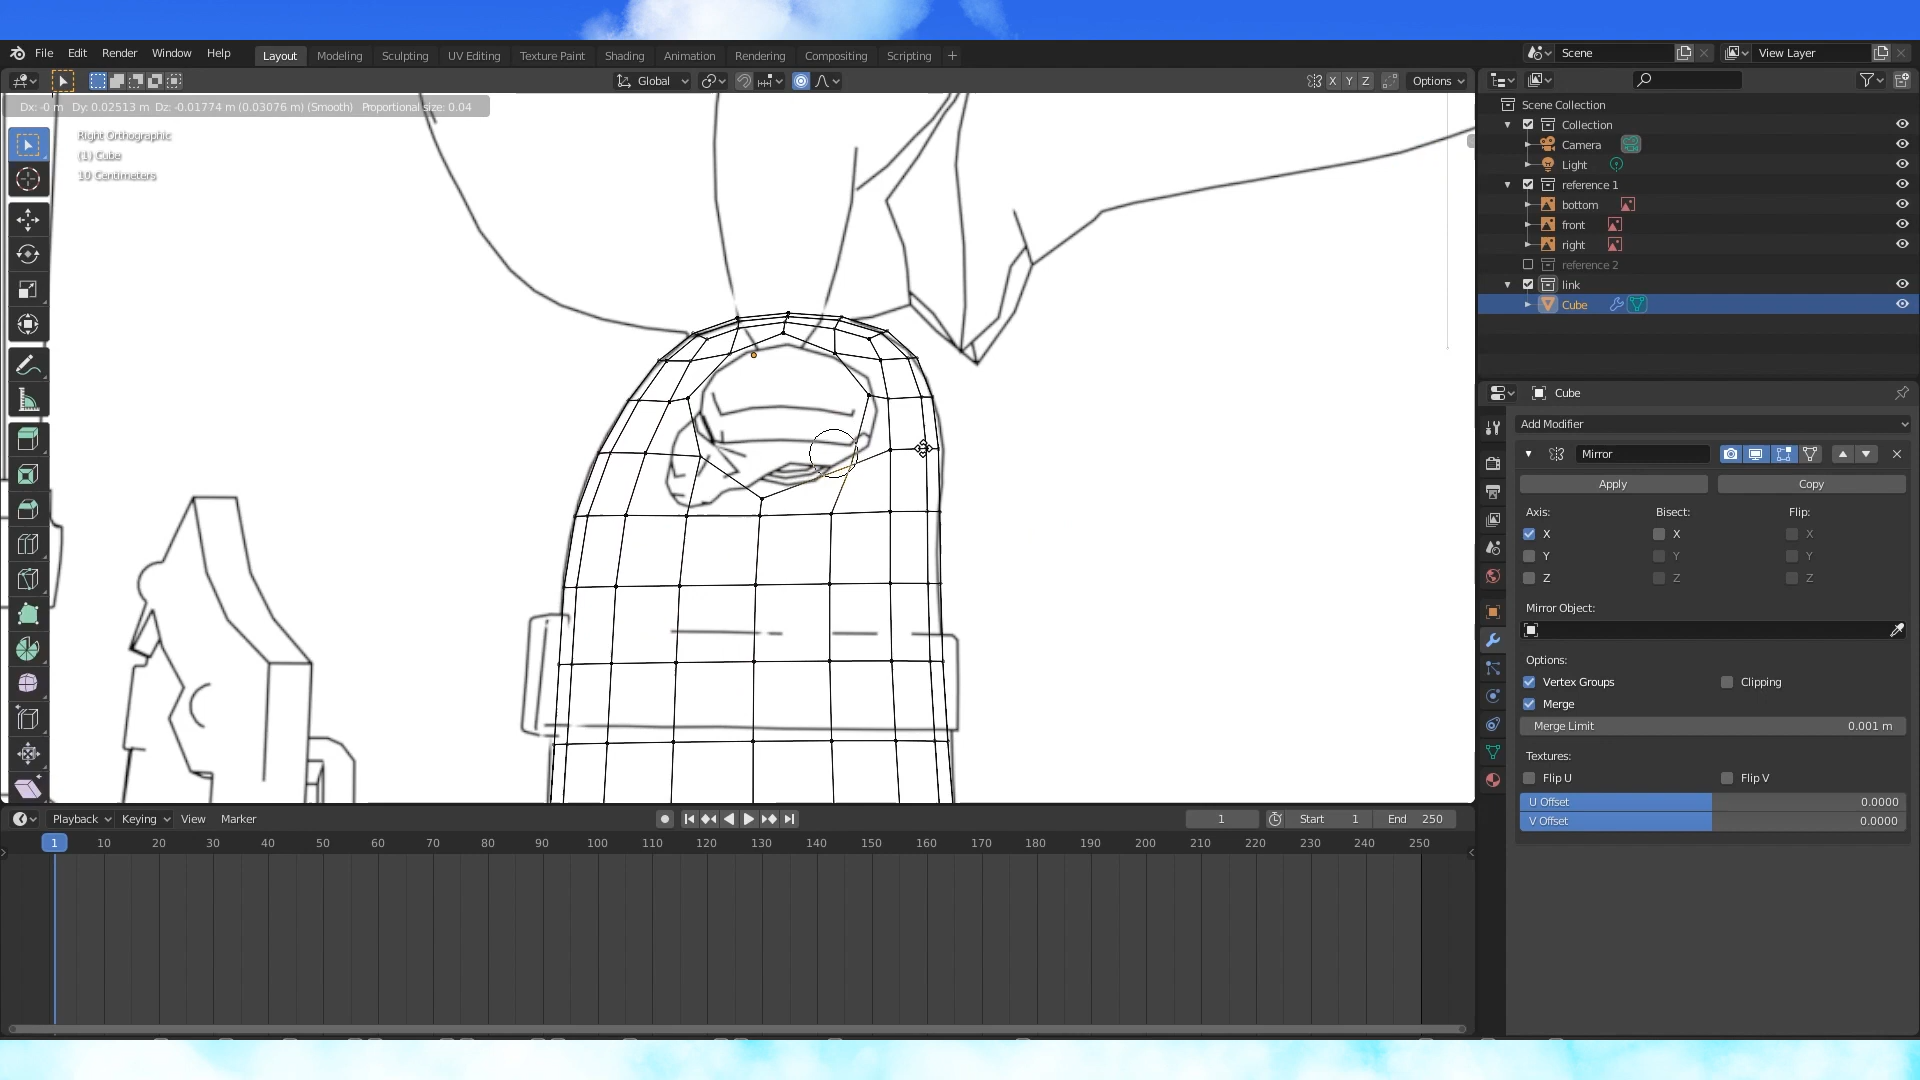 File Edit Render Window Help Layout Modeling Sculpting UV Editing Texture Paint Shading Animation Rendering Compositing Scripting +
Scene View Layer
Global X Y Z Options
Dx: -0 m Dy: 0.02513 m Dz: -0.01774 m (0.03076 m) (Smooth) Proportional size: 0.04
Right Orthographic
(1) Cube
10 Centimeters
Scene Collection
Collection
Camera
Light
reference 1
bottom
front
right
reference 2
link
Cube
Cube
Add Modifier
Mirror
Apply Copy
Axis: Bisect: Flip:
X X X
Y Y Y
Z Z Z
Mirror Object:
Options:
Vertex Groups Clipping
Merge
Merge Limit 0.001 m
Textures:
Flip U Flip V
U Offset 0.0000
V Offset 0.0000
Playback Keying View Marker 1 Start 1 End 250
1 10 20 30 40 50 60 70 80 90 100 110 120 130 140 150 160 170 180 190 200 210 220 230 240 250